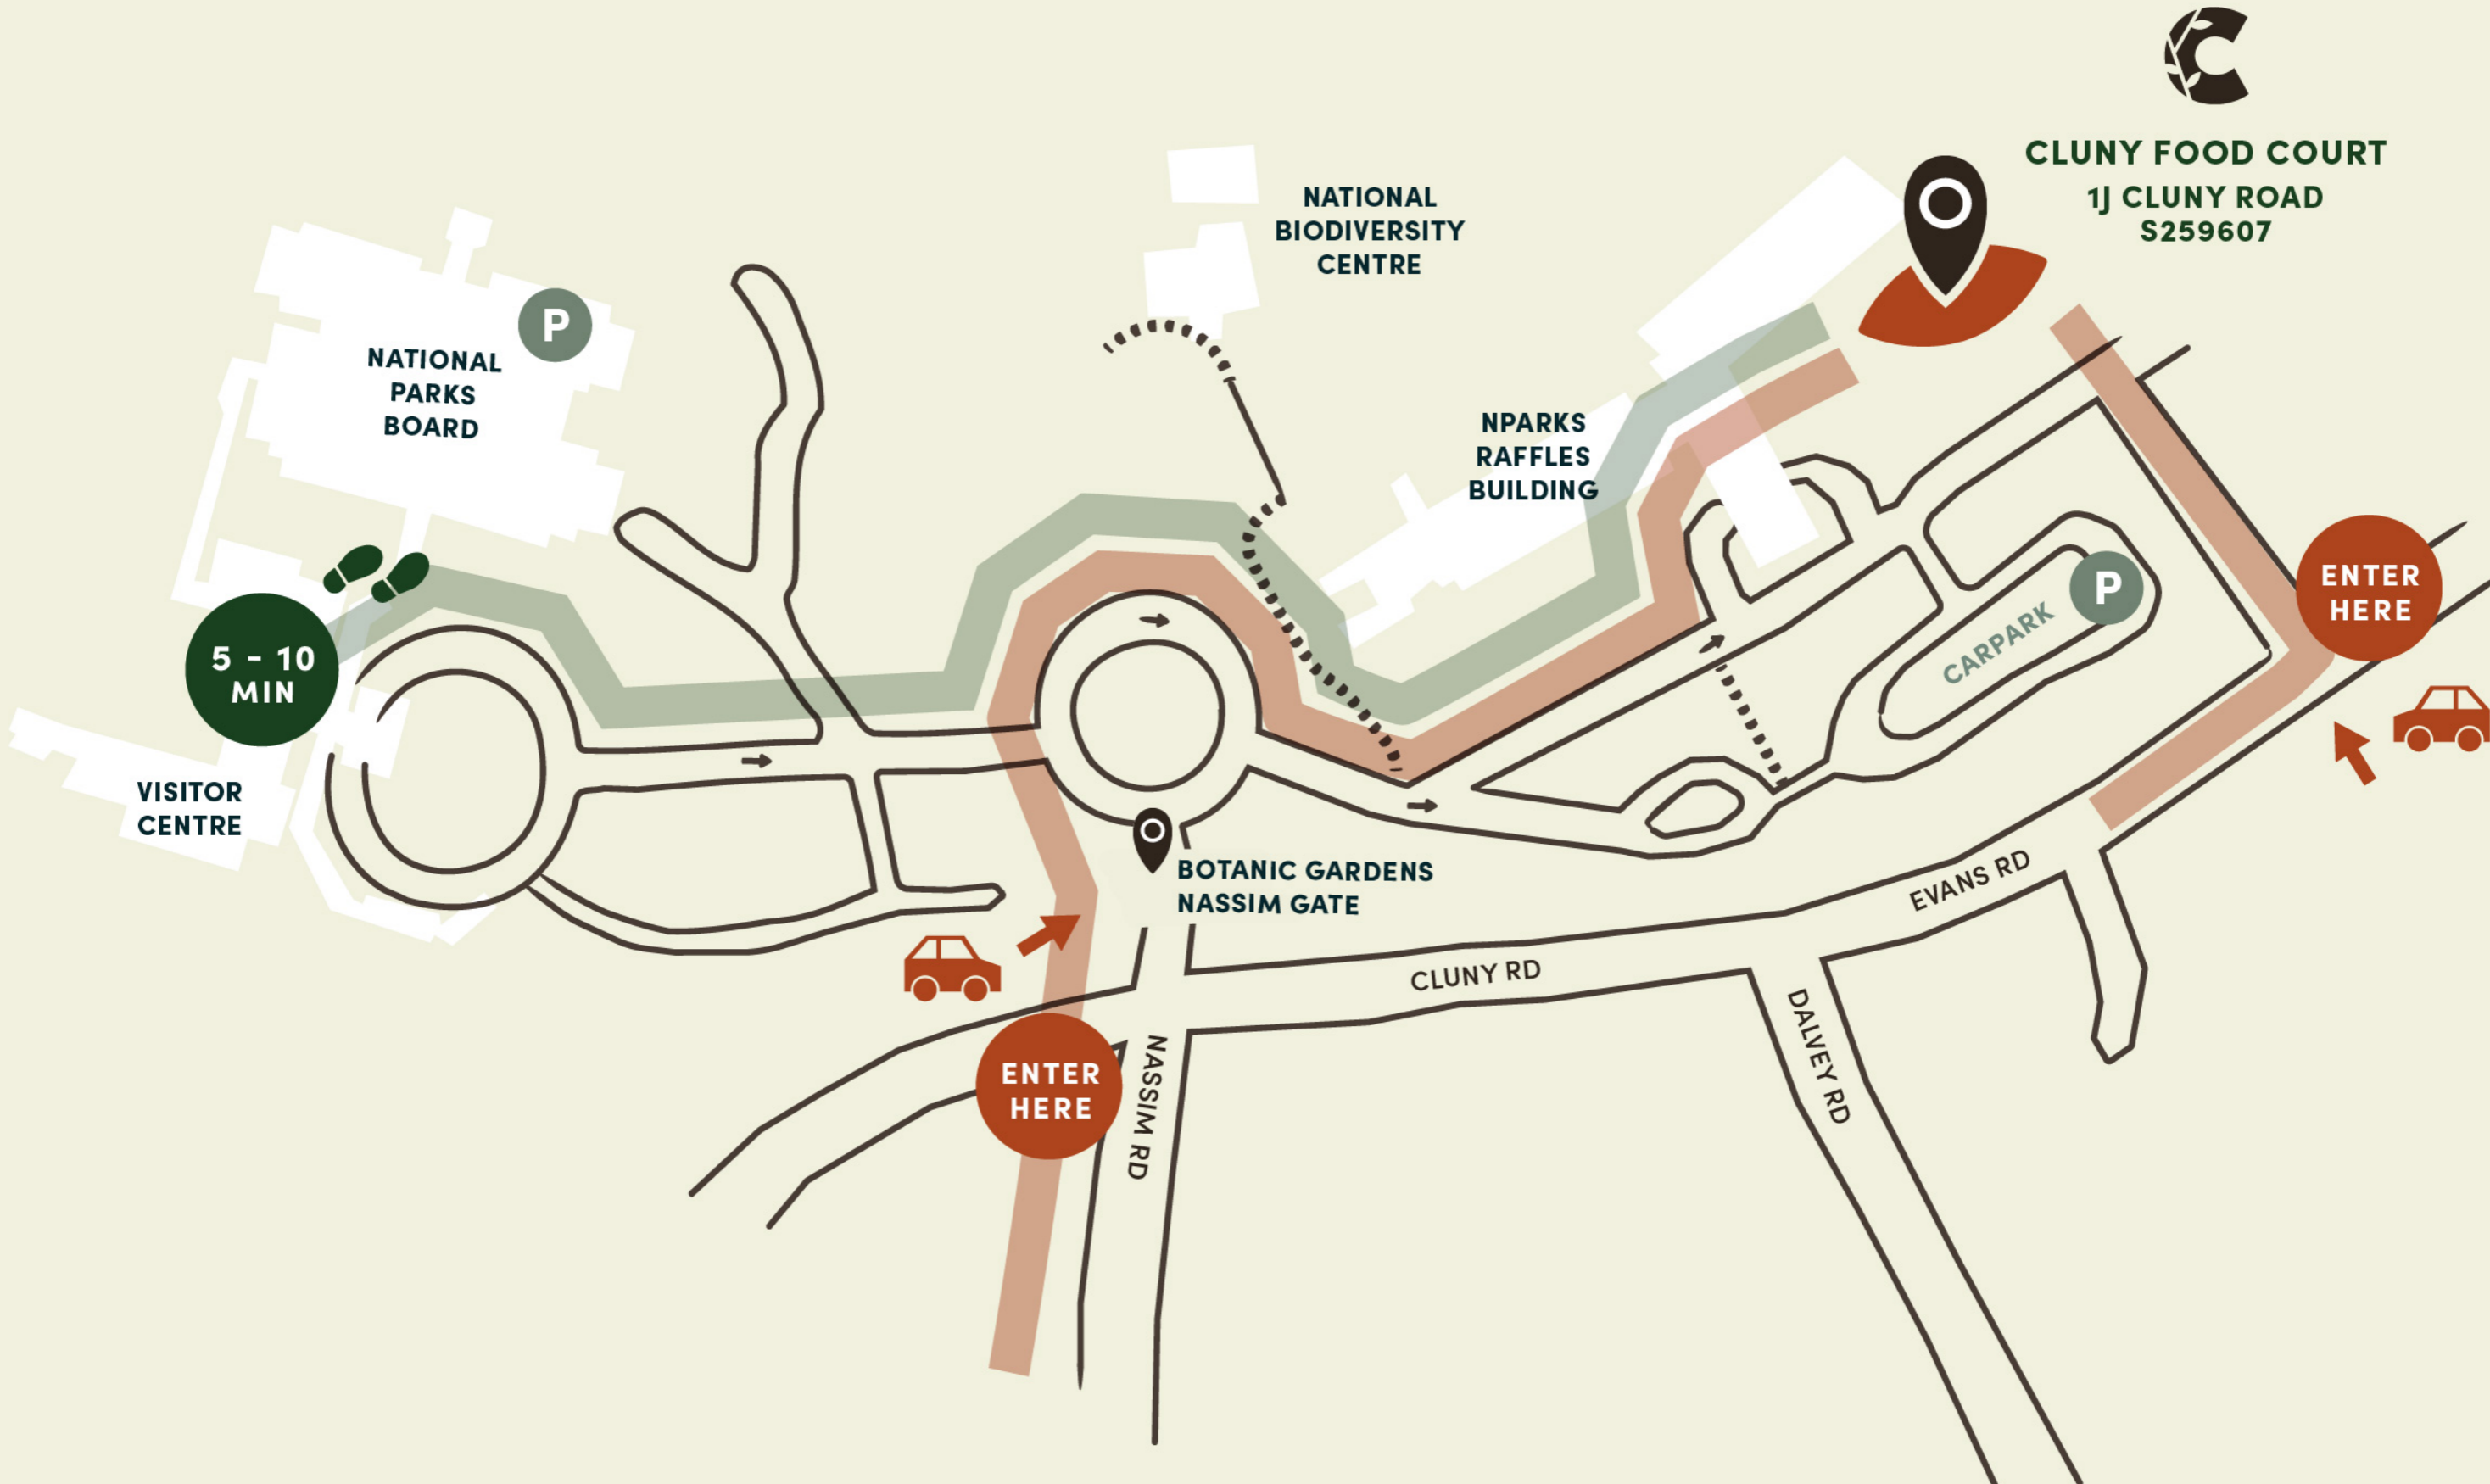 CLUNY FOOD COURT
1J CLUNY ROAD
S259607
NATIONAL
BIODIVERSITY
CENTRE
P
NATIONAL
PARKS
BOARD
NPARKS
RAFFLES
BUILDING
ENTER
HERE
P
CARPARK
5 - 10
MIN
VISITOR
CENTRE
BOTANIC GARDENS
NASSIM GATE
EVANS RD
CLUNY RD
DALVEY RD
ENTER
HERE
NASSIM RD